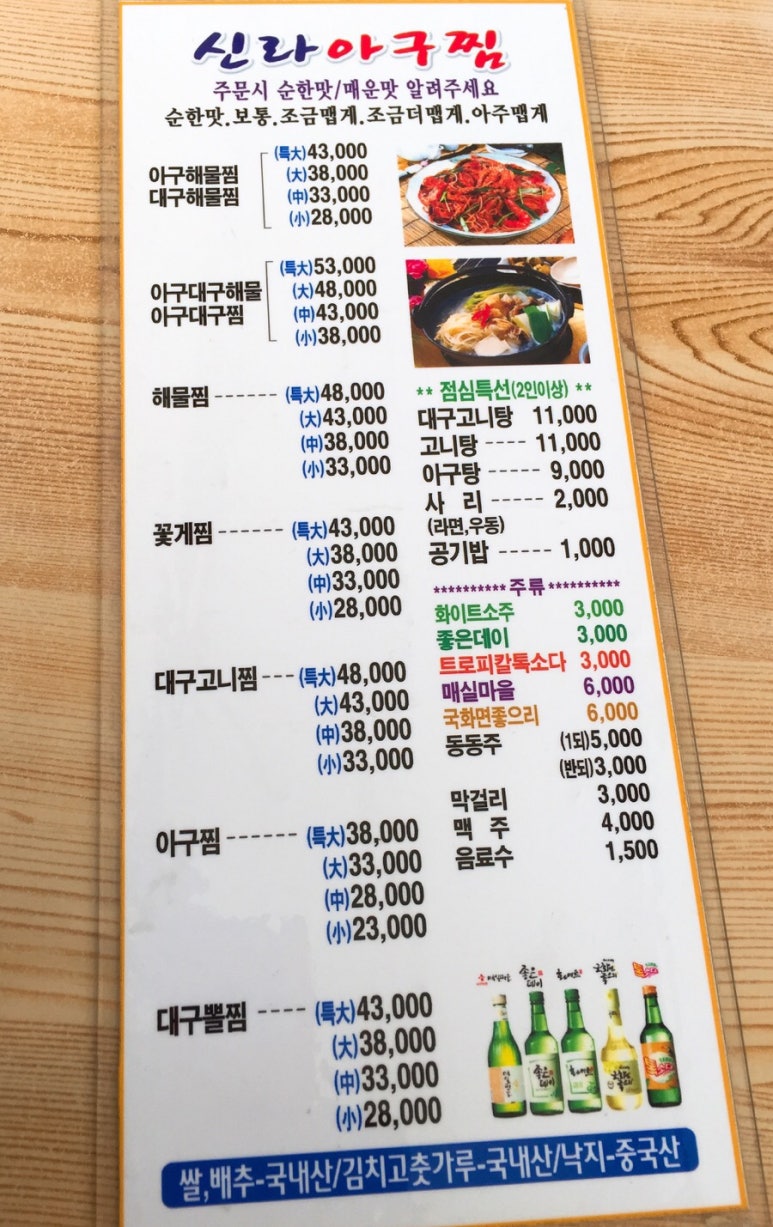 신라아구찜
주문시 순한맛/매운맛 알려주세요
순한맛.보통.조금맵게.조금더맵게.아주맵게
아구해물찜
대구해물찜
(특大)43,000
(大)38,000
(中)33,000
(小)28,000
아구대구해물
아구대구찜
(특大)53,000
(大)48,000
(中)43,000
(小)38,000
해물찜 ------ (특大)48,000
(大)43,000
(中)38,000
(小)33,000
꽃게찜 ------ (특大)43,000
(大)38,000
(中)33,000
(小)28,000
대구고니찜 --- (특大)48,000
(大)43,000
(中)38,000
(小)33,000
아구찜 ------ (특大)38,000
(大)33,000
(中)28,000
(小)23,000
대구뽈찜 ---- (특大)43,000
(大)38,000
(中)33,000
(小)28,000
** 점심특선(2인이상) **
대구고니탕 11,000
고니탕 ---- 11,000
아구탕 ----- 9,000
사 리 ----- 2,000
(라면,우동)
공기밥 ----- 1,000
********** 주류 **********
화이트소주 3,000
좋은데이 3,000
트로피칼톡소다 3,000
매실마을 6,000
국화면좋으리 6,000
동동주 (1되)5,000
(반되)3,000
막걸리 3,000
맥 주 4,000
음료수 1,500
좋은데이
쌀,배추-국내산/김치고춧가루-국내산/낙지-중국산